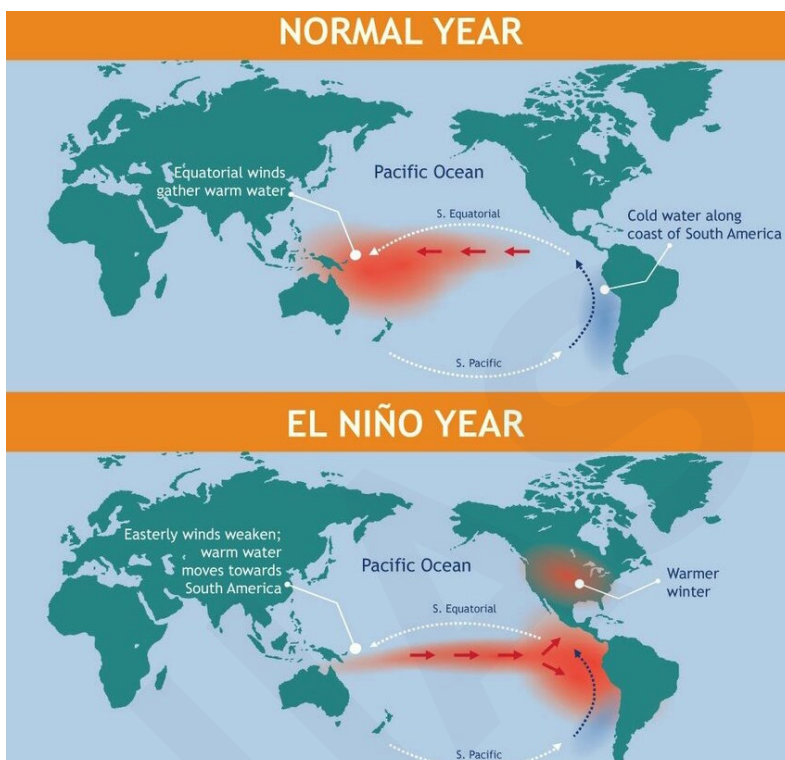 NORMAL YEAR
Equatorial winds
gather warm water
Pacific Ocean
S. Equatorial
Cold water along
coast of South America
S. Pacific
EL NIÑO YEAR
Easterly winds weaken;
warm water
moves towards
South America
Pacific Ocean
S. Equatorial
Warmer
winter
S. Pacific